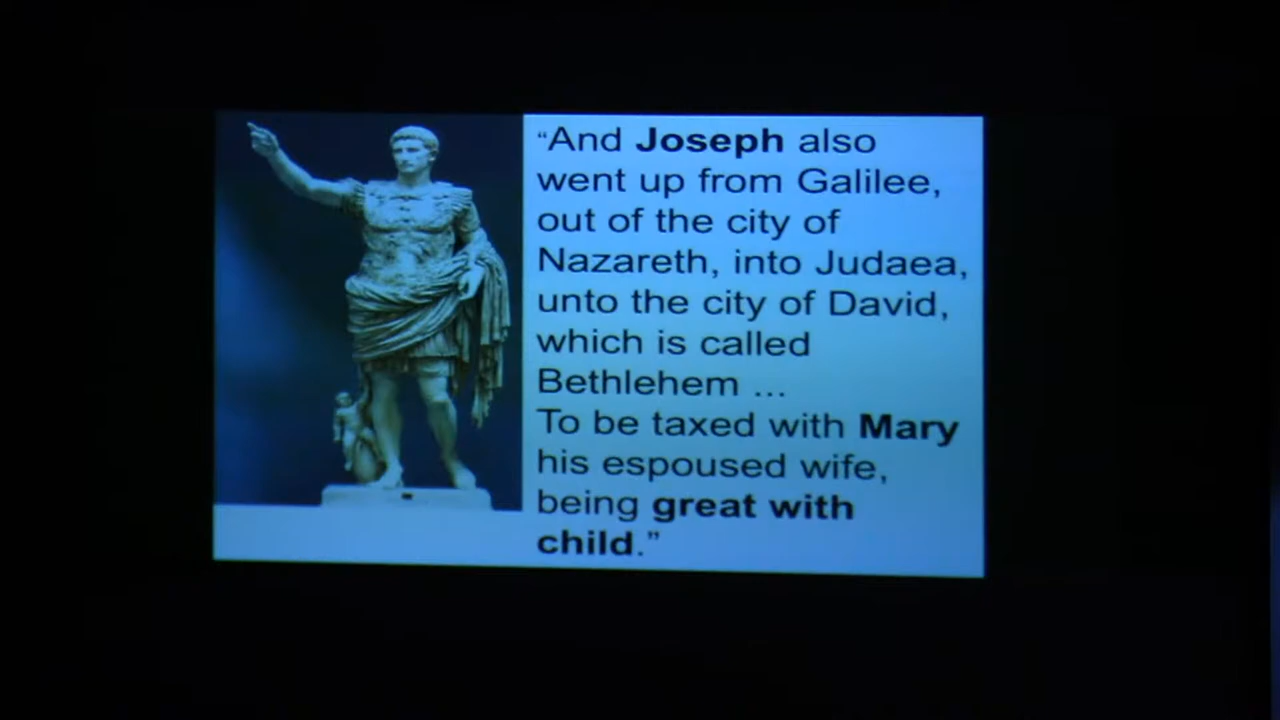 “And Joseph also
went up from Galilee,
out of the city of
Nazareth, into Judaea,
unto the city of David,
which is called
Bethlehem ...
To be taxed with Mary
his espoused wife,
being great with
child.”